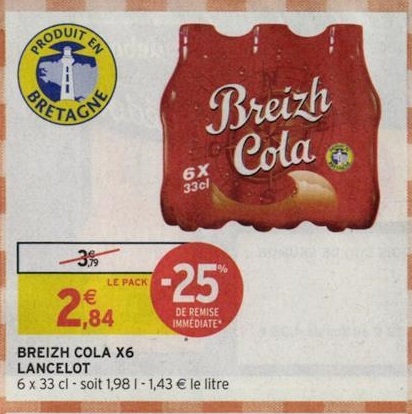 PRODUIT EN
BRETAGNE
Breizh
Cola
6X
33cl
3€,79
LE PACK
2€,84
-25%
DE REMISE
IMMÉDIATE*
BREIZH COLA X6
LANCELOT
6 x 33 cl - soit 1,98 l - 1,43 € le litre